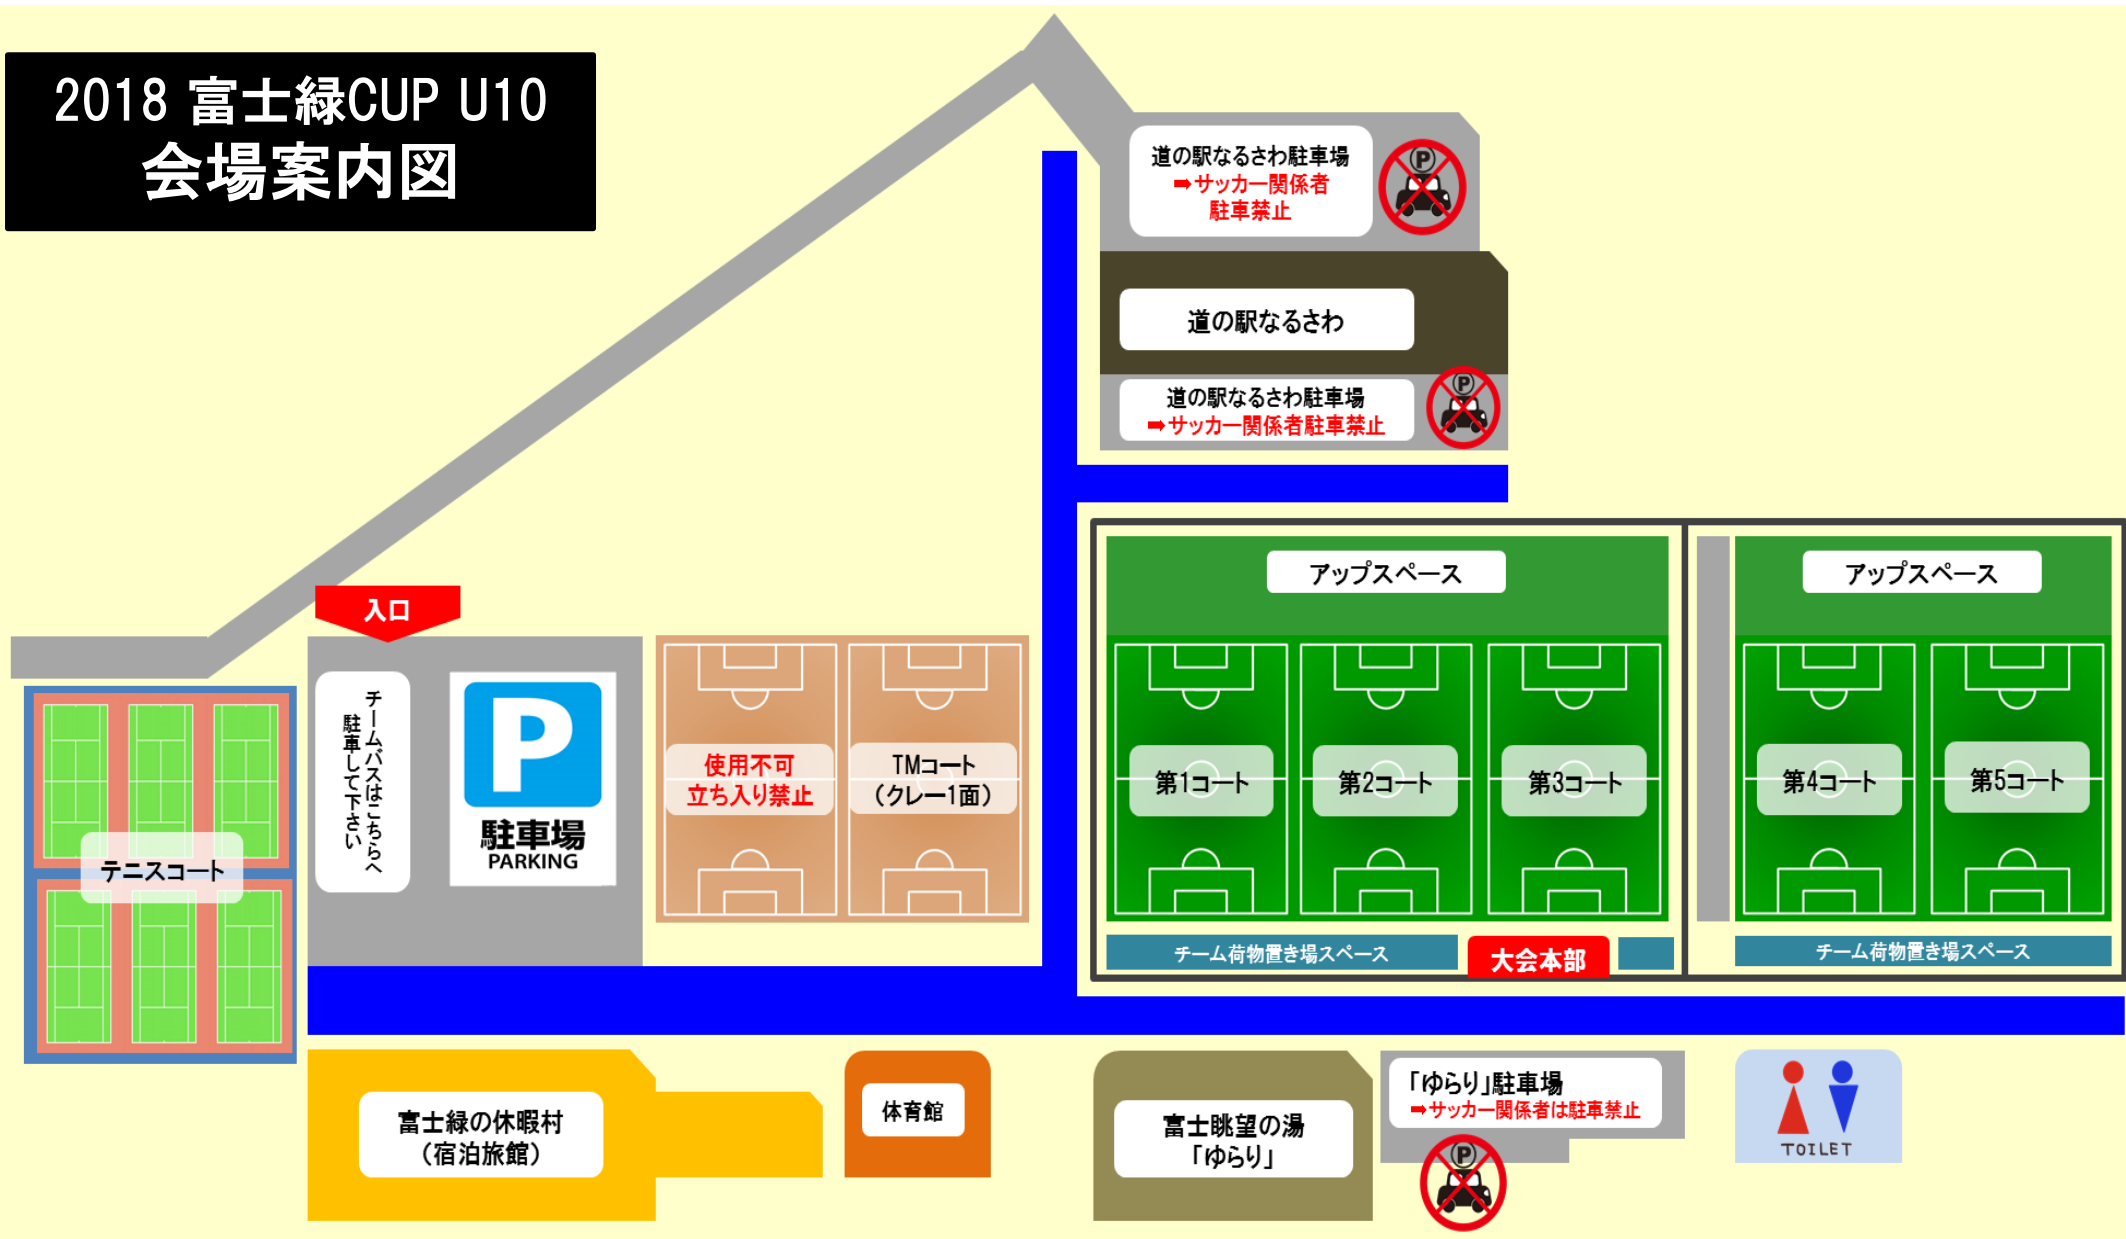 2018 富士緑CUP U10
会場案内図
道の駅なるさわ駐車場
➡サッカー関係者
駐車禁止
P
道の駅なるさわ
道の駅なるさわ駐車場
➡サッカー関係者駐車禁止
P
入口
チームバスはこちらへ
駐車して下さい
P
駐車場
PARKING
使用不可
立ち入り禁止
TMコート
(クレー1面)
アップスペース
アップスペース
第1コート
第2コート
第3コート
第4コート
第5コート
テニスコート
チーム荷物置き場スペース
大会本部
チーム荷物置き場スペース
富士緑の休暇村
(宿泊旅館)
体育館
富士眺望の湯
「ゆらり」
「ゆらり」駐車場
➡サッカー関係者は駐車禁止
P
TOILET